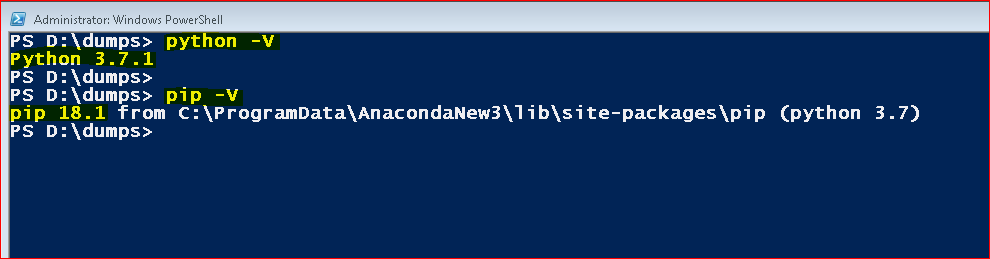 Administrator: Windows PowerShell
PS D:\dumps> python -V
Python 3.7.1
PS D:\dumps>
PS D:\dumps> pip -V
pip 18.1 from C:\ProgramData\AnacondaNew3\lib\site-packages\pip (python 3.7)
PS D:\dumps>